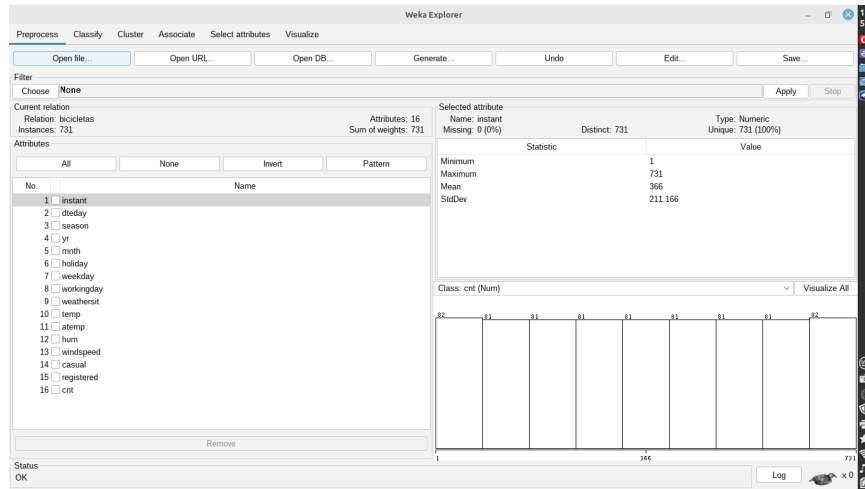 Weka Explorer
Preprocess Classify Cluster Associate Select attributes Visualize
Open file... Open URL... Open DB... Generate... Undo Edit... Save...
Filter
Choose None Apply Stop
Current relation
Relation: bicicletas Attributes: 16
Instances: 731 Sum of weights: 731
Attributes
All None Invert Pattern
No. Name
1 instant
2 dteday
3 season
4 yr
5 mnth
6 holiday
7 weekday
8 workingday
9 weathersit
10 temp
11 atemp
12 hum
13 windspeed
14 casual
15 registered
16 cnt
Remove
Selected attribute
Name: instant Type: Numeric
Missing: 0 (0%) Distinct: 731 Unique: 731 (100%)
Statistic Value
Minimum 1
Maximum 731
Mean 366
StdDev 211.166
Class: cnt (Num) Visualize All
82 81 81 81 81 81 81 81 82
1 366 731
Status
OK
Log x 0